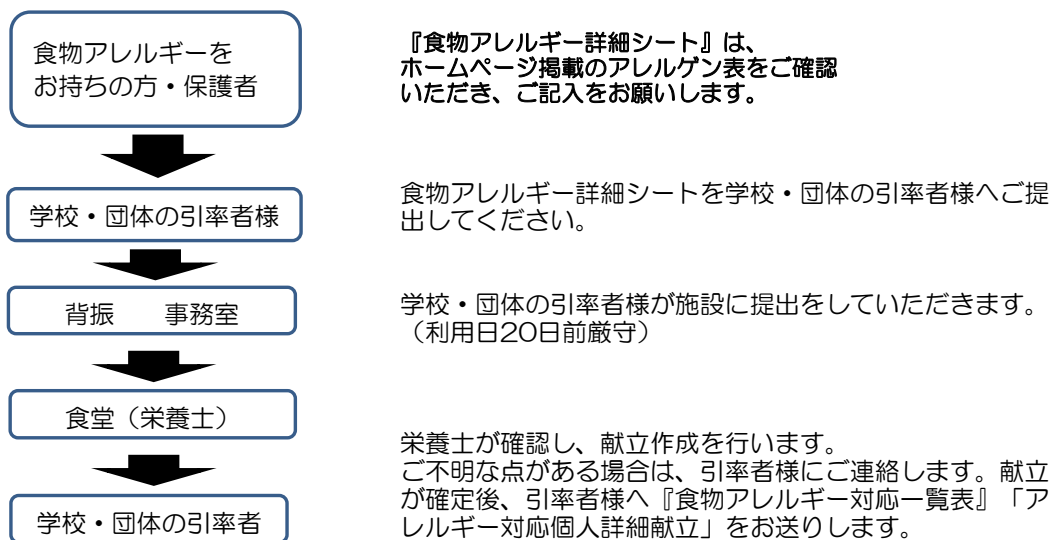 食物アレルギーを
お持ちの方・保護者
『食物アレルギー詳細シート』は、
ホームページ掲載のアレルゲン表をご確認
いただき、ご記入をお願いします。
学校・団体の引率者様
食物アレルギー詳細シートを学校・団体の引率者様へご提
出してください。
背振　　事務室
学校・団体の引率者様が施設に提出をしていただきます。
（利用日20日前厳守）
食堂（栄養士）
栄養士が確認し、献立作成を行います。
ご不明な点がある場合は、引率者様にご連絡します。献立
が確定後、引率者様へ『食物アレルギー対応一覧表』「ア
レルギー対応個人詳細献立」をお送りします。
学校・団体の引率者